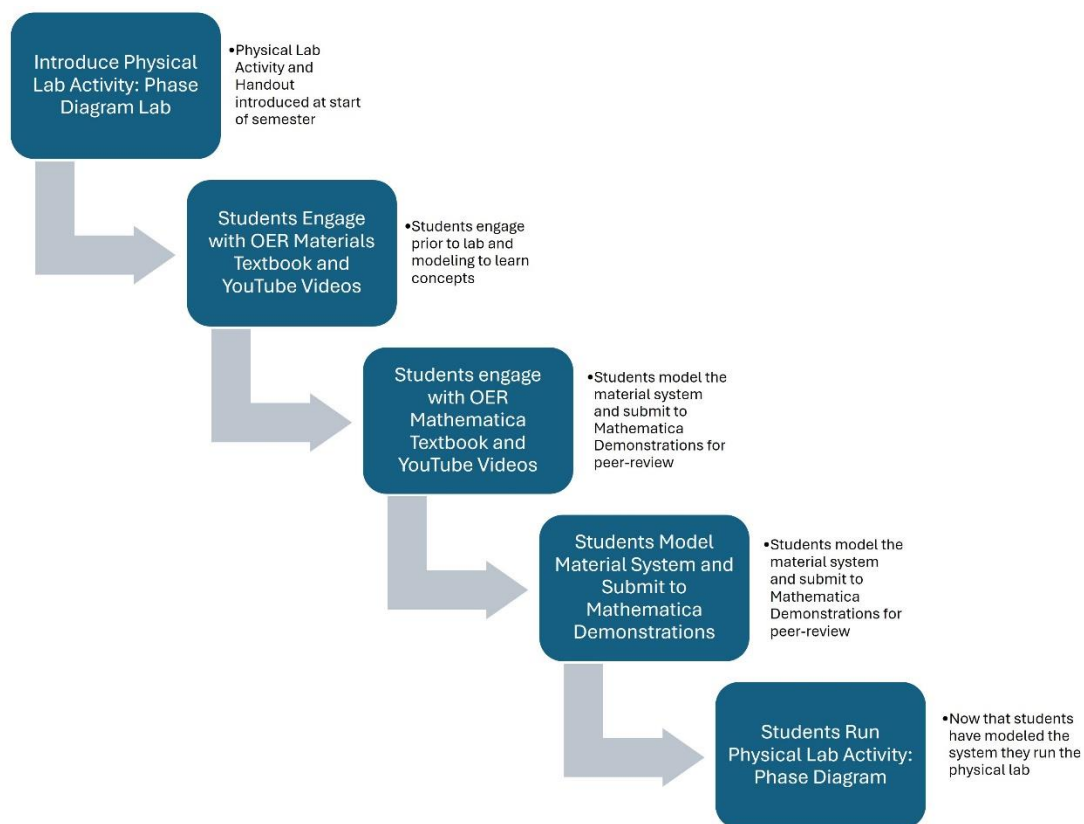 Introduce Physical
Lab Activity: Phase
Diagram Lab
•Physical Lab
Activity and
Handout
introduced at start
of semester
Students Engage
with OER Materials
Textbook and
YouTube Videos
•Students engage
prior to lab and
modeling to learn
concepts
Students engage
with OER
Mathematica
Textbook and
YouTube Videos
•Students model the
material system
and submit to
Mathematica
Demonstrations for
peer-review
Students Model
Material System and
Submit to
Mathematica
Demonstrations
•Students model the
material system
and submit to
Mathematica
Demonstrations for
peer-review
Students Run
Physical Lab Activity:
Phase Diagram
•Now that students
have modeled the
system they run the
physical lab